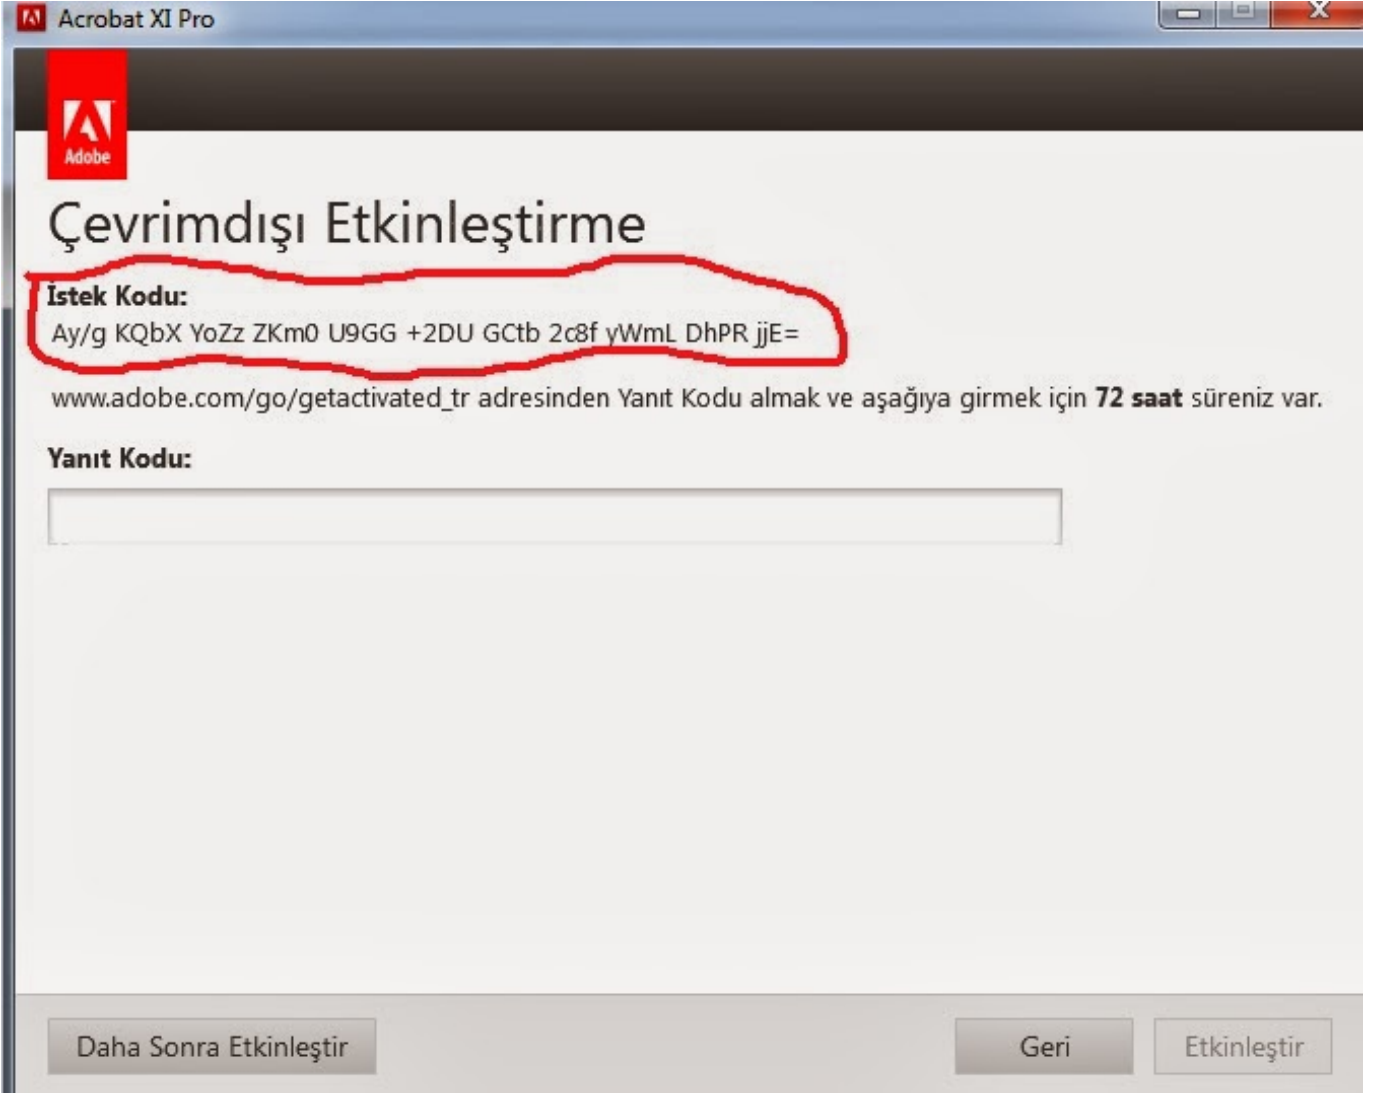 Acrobat XI Pro
Adobe
Çevrimdışı Etkinleştirme
İstek Kodu:
Ay/g KQbX YoZz ZKm0 U9GG +2DU GCtb 2c8f yWmL DhPR jjE=
www.adobe.com/go/getactivated_tr adresinden Yanıt Kodu almak ve aşağıya girmek için 72 saat süreniz var.
Yanıt Kodu:
Daha Sonra Etkinleştir
Geri
Etkinleştir